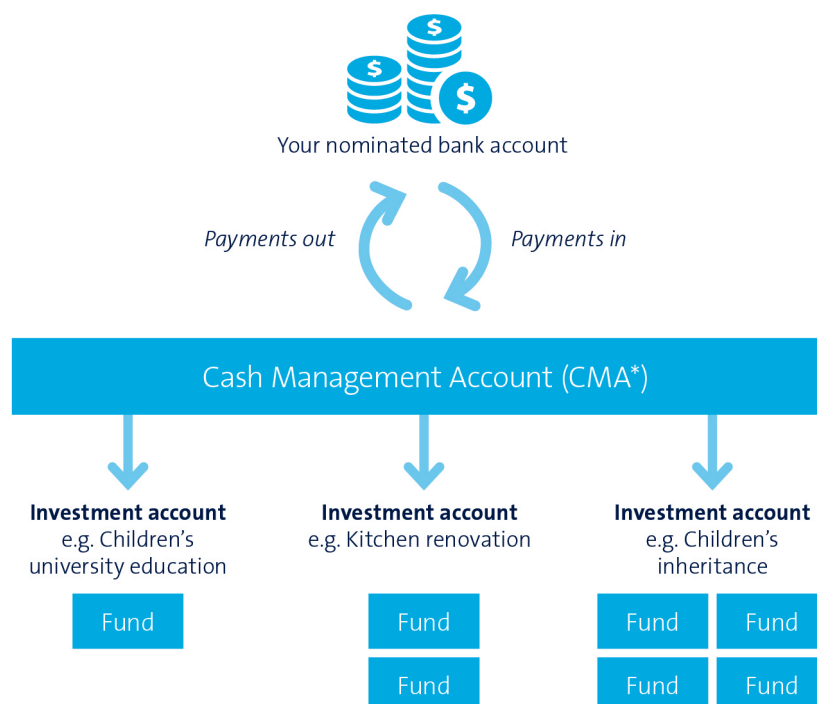 $
$
$
Your nominated bank account
Payments out
Payments in
Cash Management Account (CMA*)
Investment account
e.g. Children's
university education
Investment account
e.g. Kitchen renovation
Investment account
e.g. Children's
inheritance
Fund
Fund
Fund
Fund
Fund
Fund
Fund